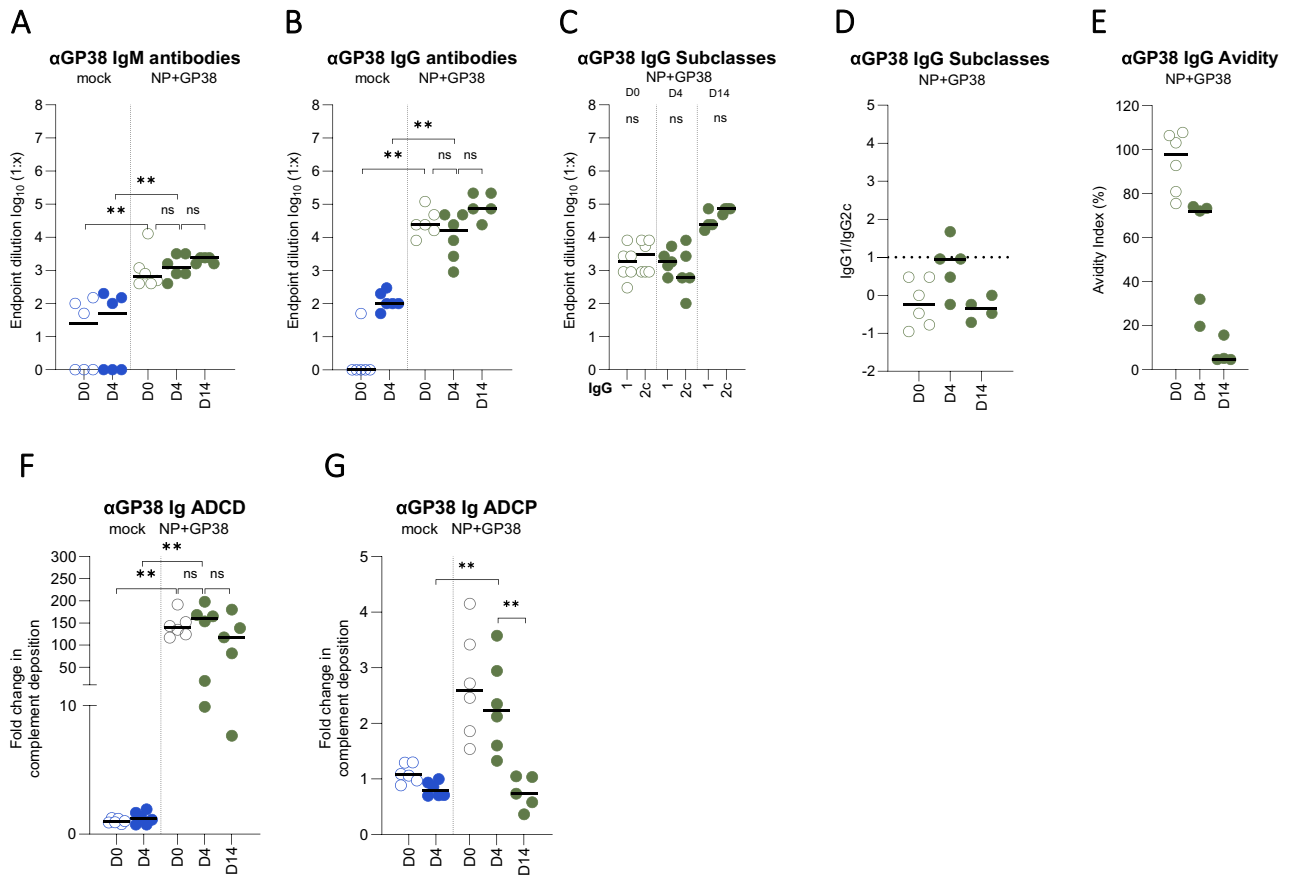 A
αGP38 IgM antibodies
mock NP+GP38
Endpoint dilution log10 (1:x)
8
7
6
5
4
3
2
1
0
**
**
ns
ns
D0
D4
D0
D4
D14
B
αGP38 IgG antibodies
mock NP+GP38
Endpoint dilution log10 (1:x)
8
7
6
5
4
3
2
1
0
**
**
ns
ns
D0
D4
D0
D4
D14
C
αGP38 IgG Subclasses
NP+GP38
D0 D4 D14
ns ns ns
Endpoint dilution log10 (1:x)
8
7
6
5
4
3
2
1
0
IgG 1 2c 1 2c 1 2c
D
αGP38 IgG Subclasses
NP+GP38
IgG1/IgG2c
5
4
3
2
1
0
-1
-2
D0
D4
D14
E
αGP38 IgG Avidity
NP+GP38
Avidity Index (%)
120
100
80
60
40
20
0
D0
D4
D14
F
αGP38 Ig ADCD
mock NP+GP38
Fold change in
complement deposition
300
250
200
150
100
50
10
0
**
**
ns
ns
D0
D4
D0
D4
D14
G
αGP38 Ig ADCP
mock NP+GP38
Fold change in
complement deposition
5
4
3
2
1
0
**
**
D0
D4
D0
D4
D14